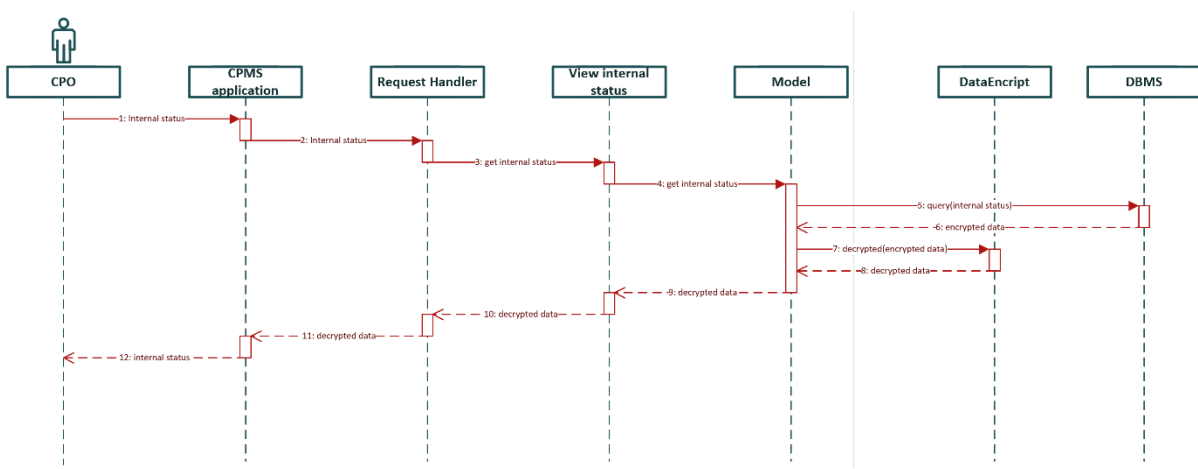 CPO
CPMS
application
Request Handler
View internal
status
Model
DataEncript
DBMS
1: Internal status
2: Internal status
3: get internal status
4: get internal status
5: query(internal status)
6: encrypted data
7: decrypted(encrypted data)
8: decrypted data
9: decrypted data
10: decrypted data
11: decrypted data
12: internal status